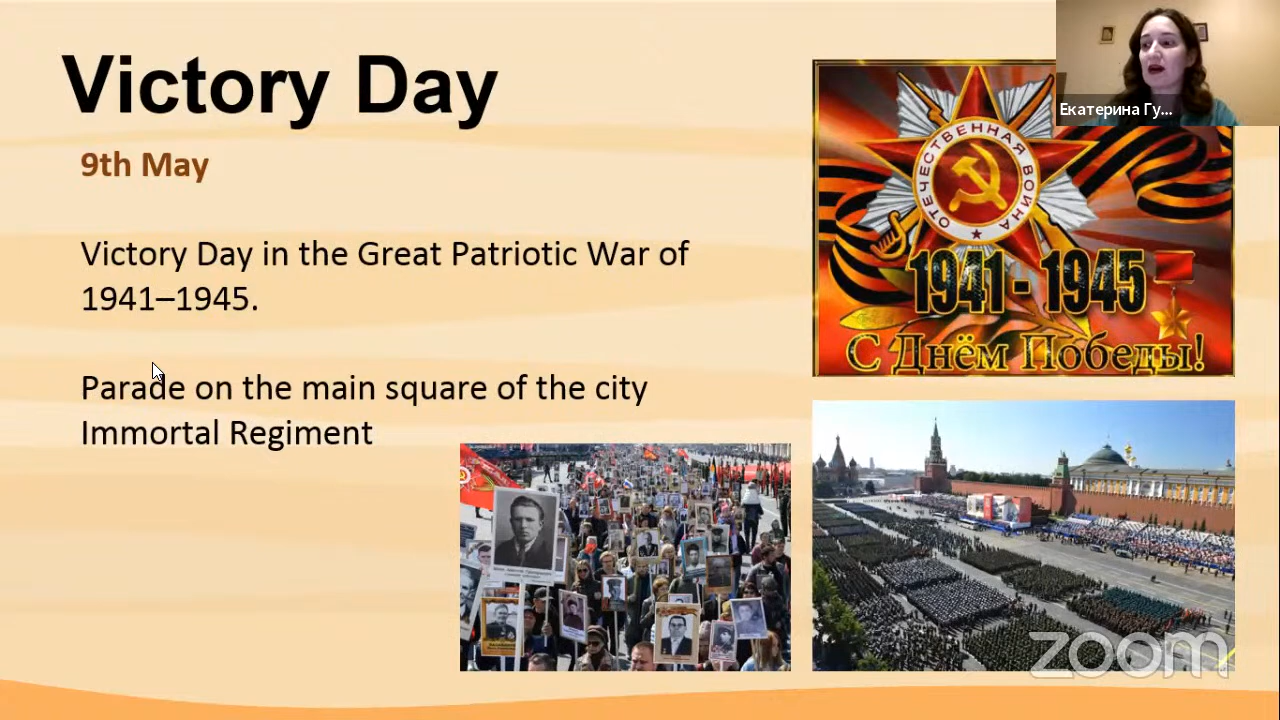 Victory Day
9th May
Victory Day in the Great Patriotic War of
1941–1945.
Parade on the main square of the city
Immortal Regiment
Екатерина Гу...
ОТЕЧЕСТВЕННАЯ ВОЙНА
1941 - 1945
С Днём Победы!
zoom